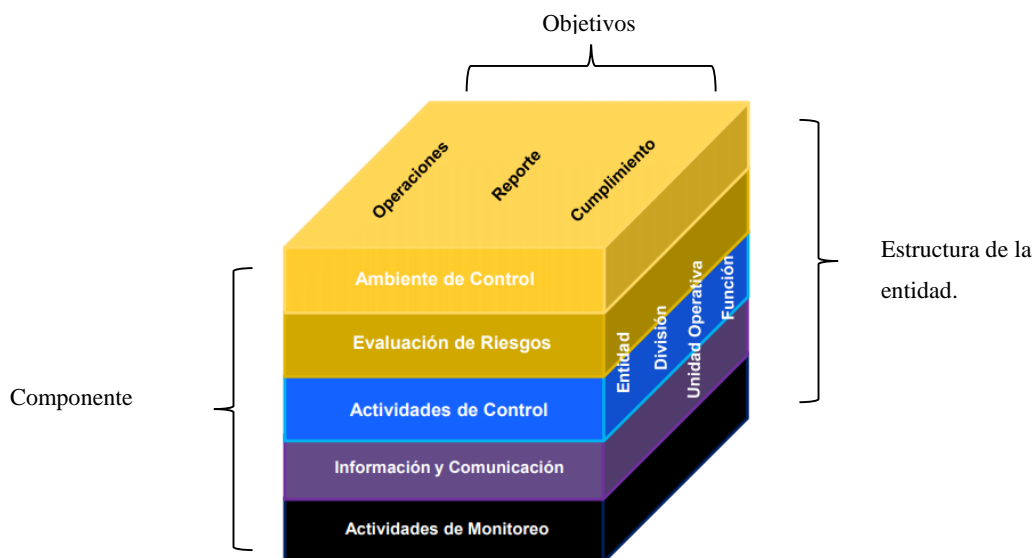 Objetivos
Operaciones
Reporte
Cumplimiento
Ambiente de Control
Evaluación de Riesgos
Actividades de Control
Información y Comunicación
Actividades de Monitoreo
Entidad
División
Unidad Operativa
Función
Estructura de la
entidad.
Componente